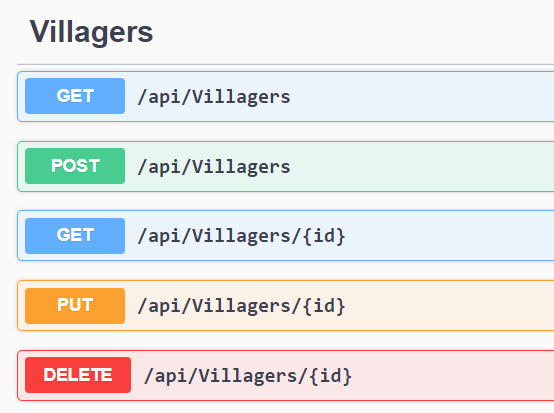 Villagers
GET /api/Villagers
POST /api/Villagers
GET /api/Villagers/{id}
PUT /api/Villagers/{id}
DELETE /api/Villagers/{id}